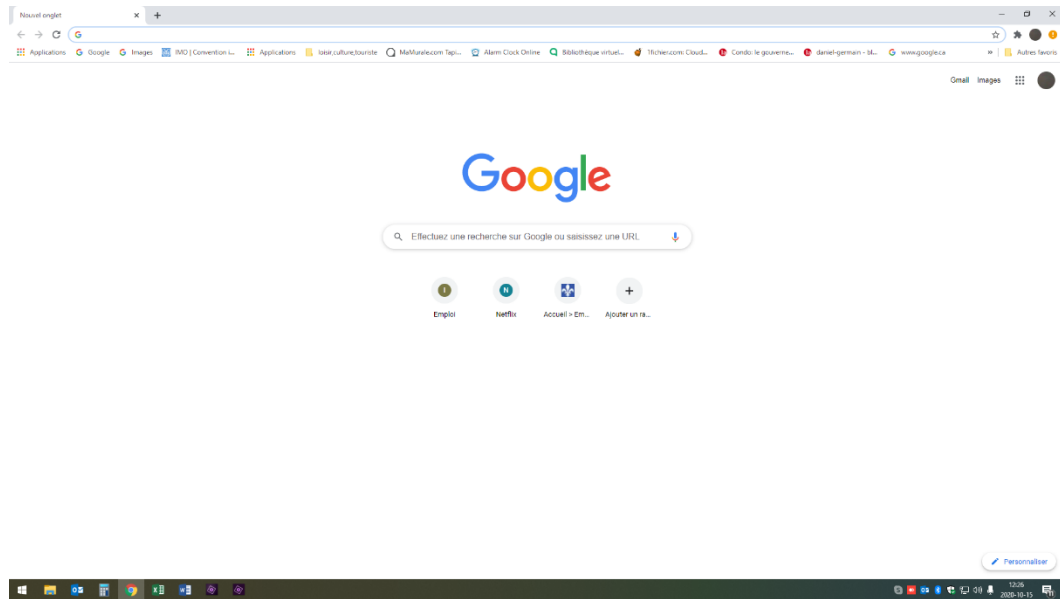 Nouvel onglet
Applications Google Images IMO | Convention i... Applications loisir,culture,touriste MaMurale.com Tapi... Alarm Clock Online Bibliothèque virtuel... 1fichier.com: Cloud... Condo: le gouverne... daniel-germain - bl... www.google.ca » Autres favoris
Gmail Images
Google
Effectuez une recherche sur Google ou saisissez une URL
Emploi Netflix Accueil > Em... Ajouter un ra...
Personnaliser
12:26
2020-10-15